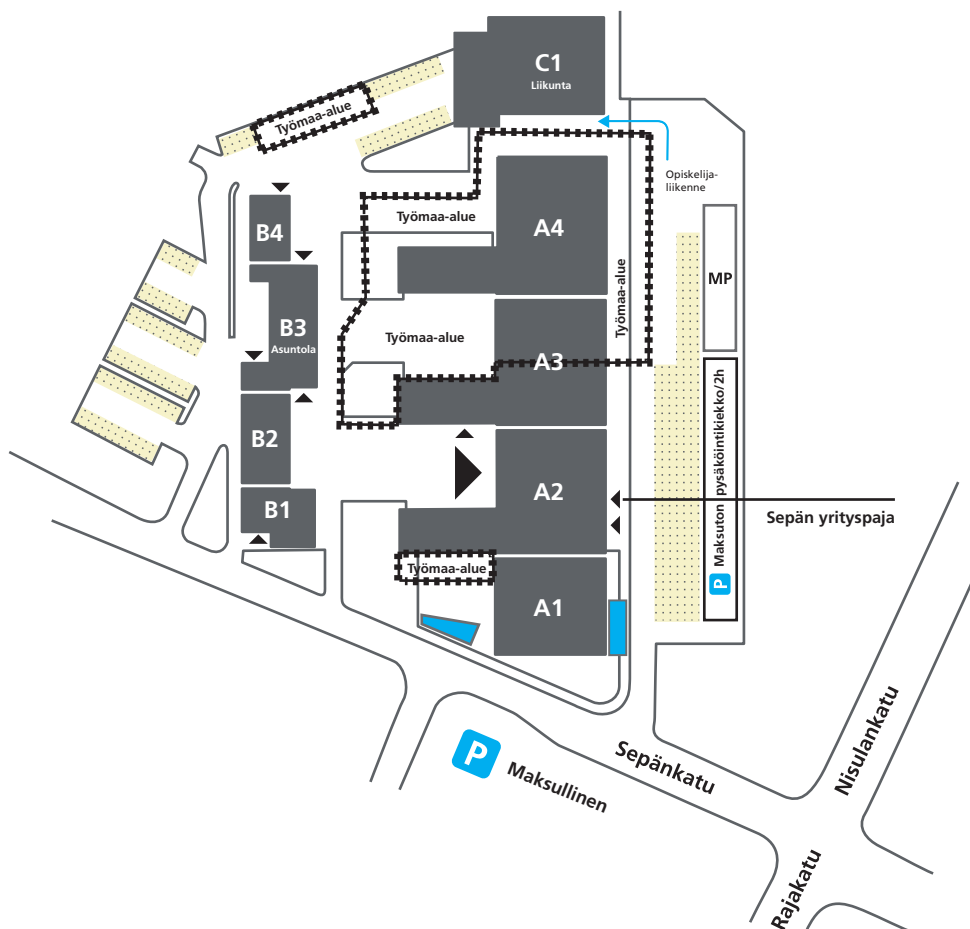 C1
Liikunta
Työmaa-alue
Opiskelija-
liikenne
B4
Työmaa-alue
A4
Työmaa-alue
MP
B3
Asuntola
Työmaa-alue
A3
B2
A2
Sepän yrityspaja
B1
Työmaa-alue
A1
P Maksuton pysäköintikiekko/2h
P Maksullinen
Sepänkatu
Nisulankatu
Rajakatu